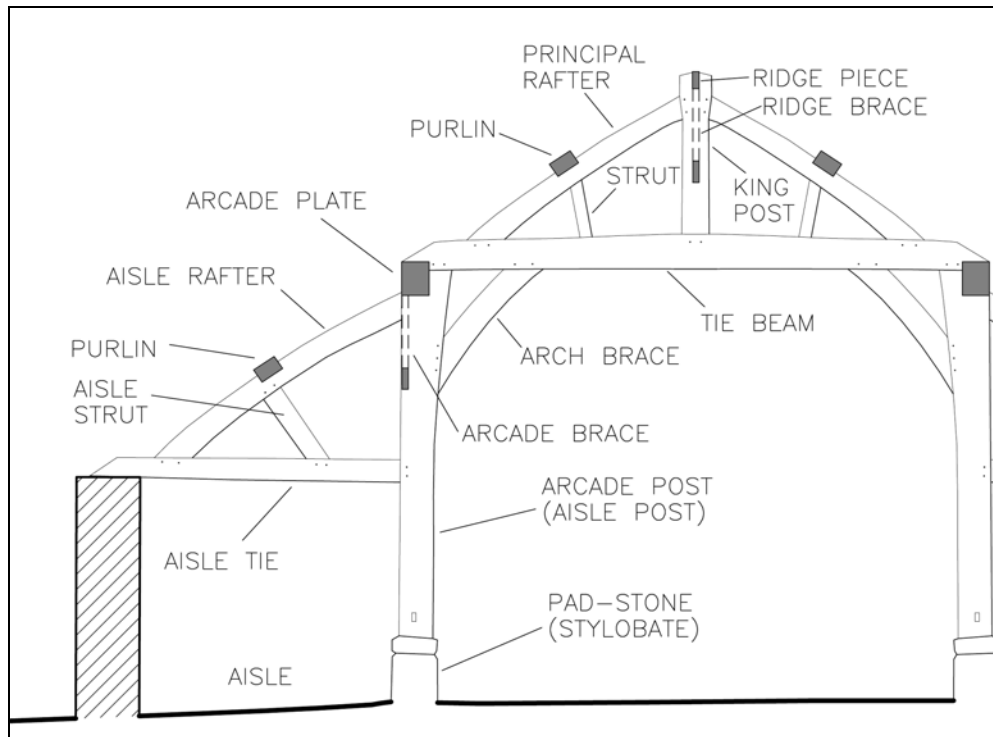 PRINCIPAL
RAFTER
RIDGE PIECE
RIDGE BRACE
PURLIN
STRUT
KING
POST
ARCADE PLATE
AISLE RAFTER
TIE BEAM
PURLIN
ARCH BRACE
AISLE
STRUT
ARCADE BRACE
ARCADE POST
(AISLE POST)
AISLE TIE
PAD-STONE
(STYLOBATE)
AISLE